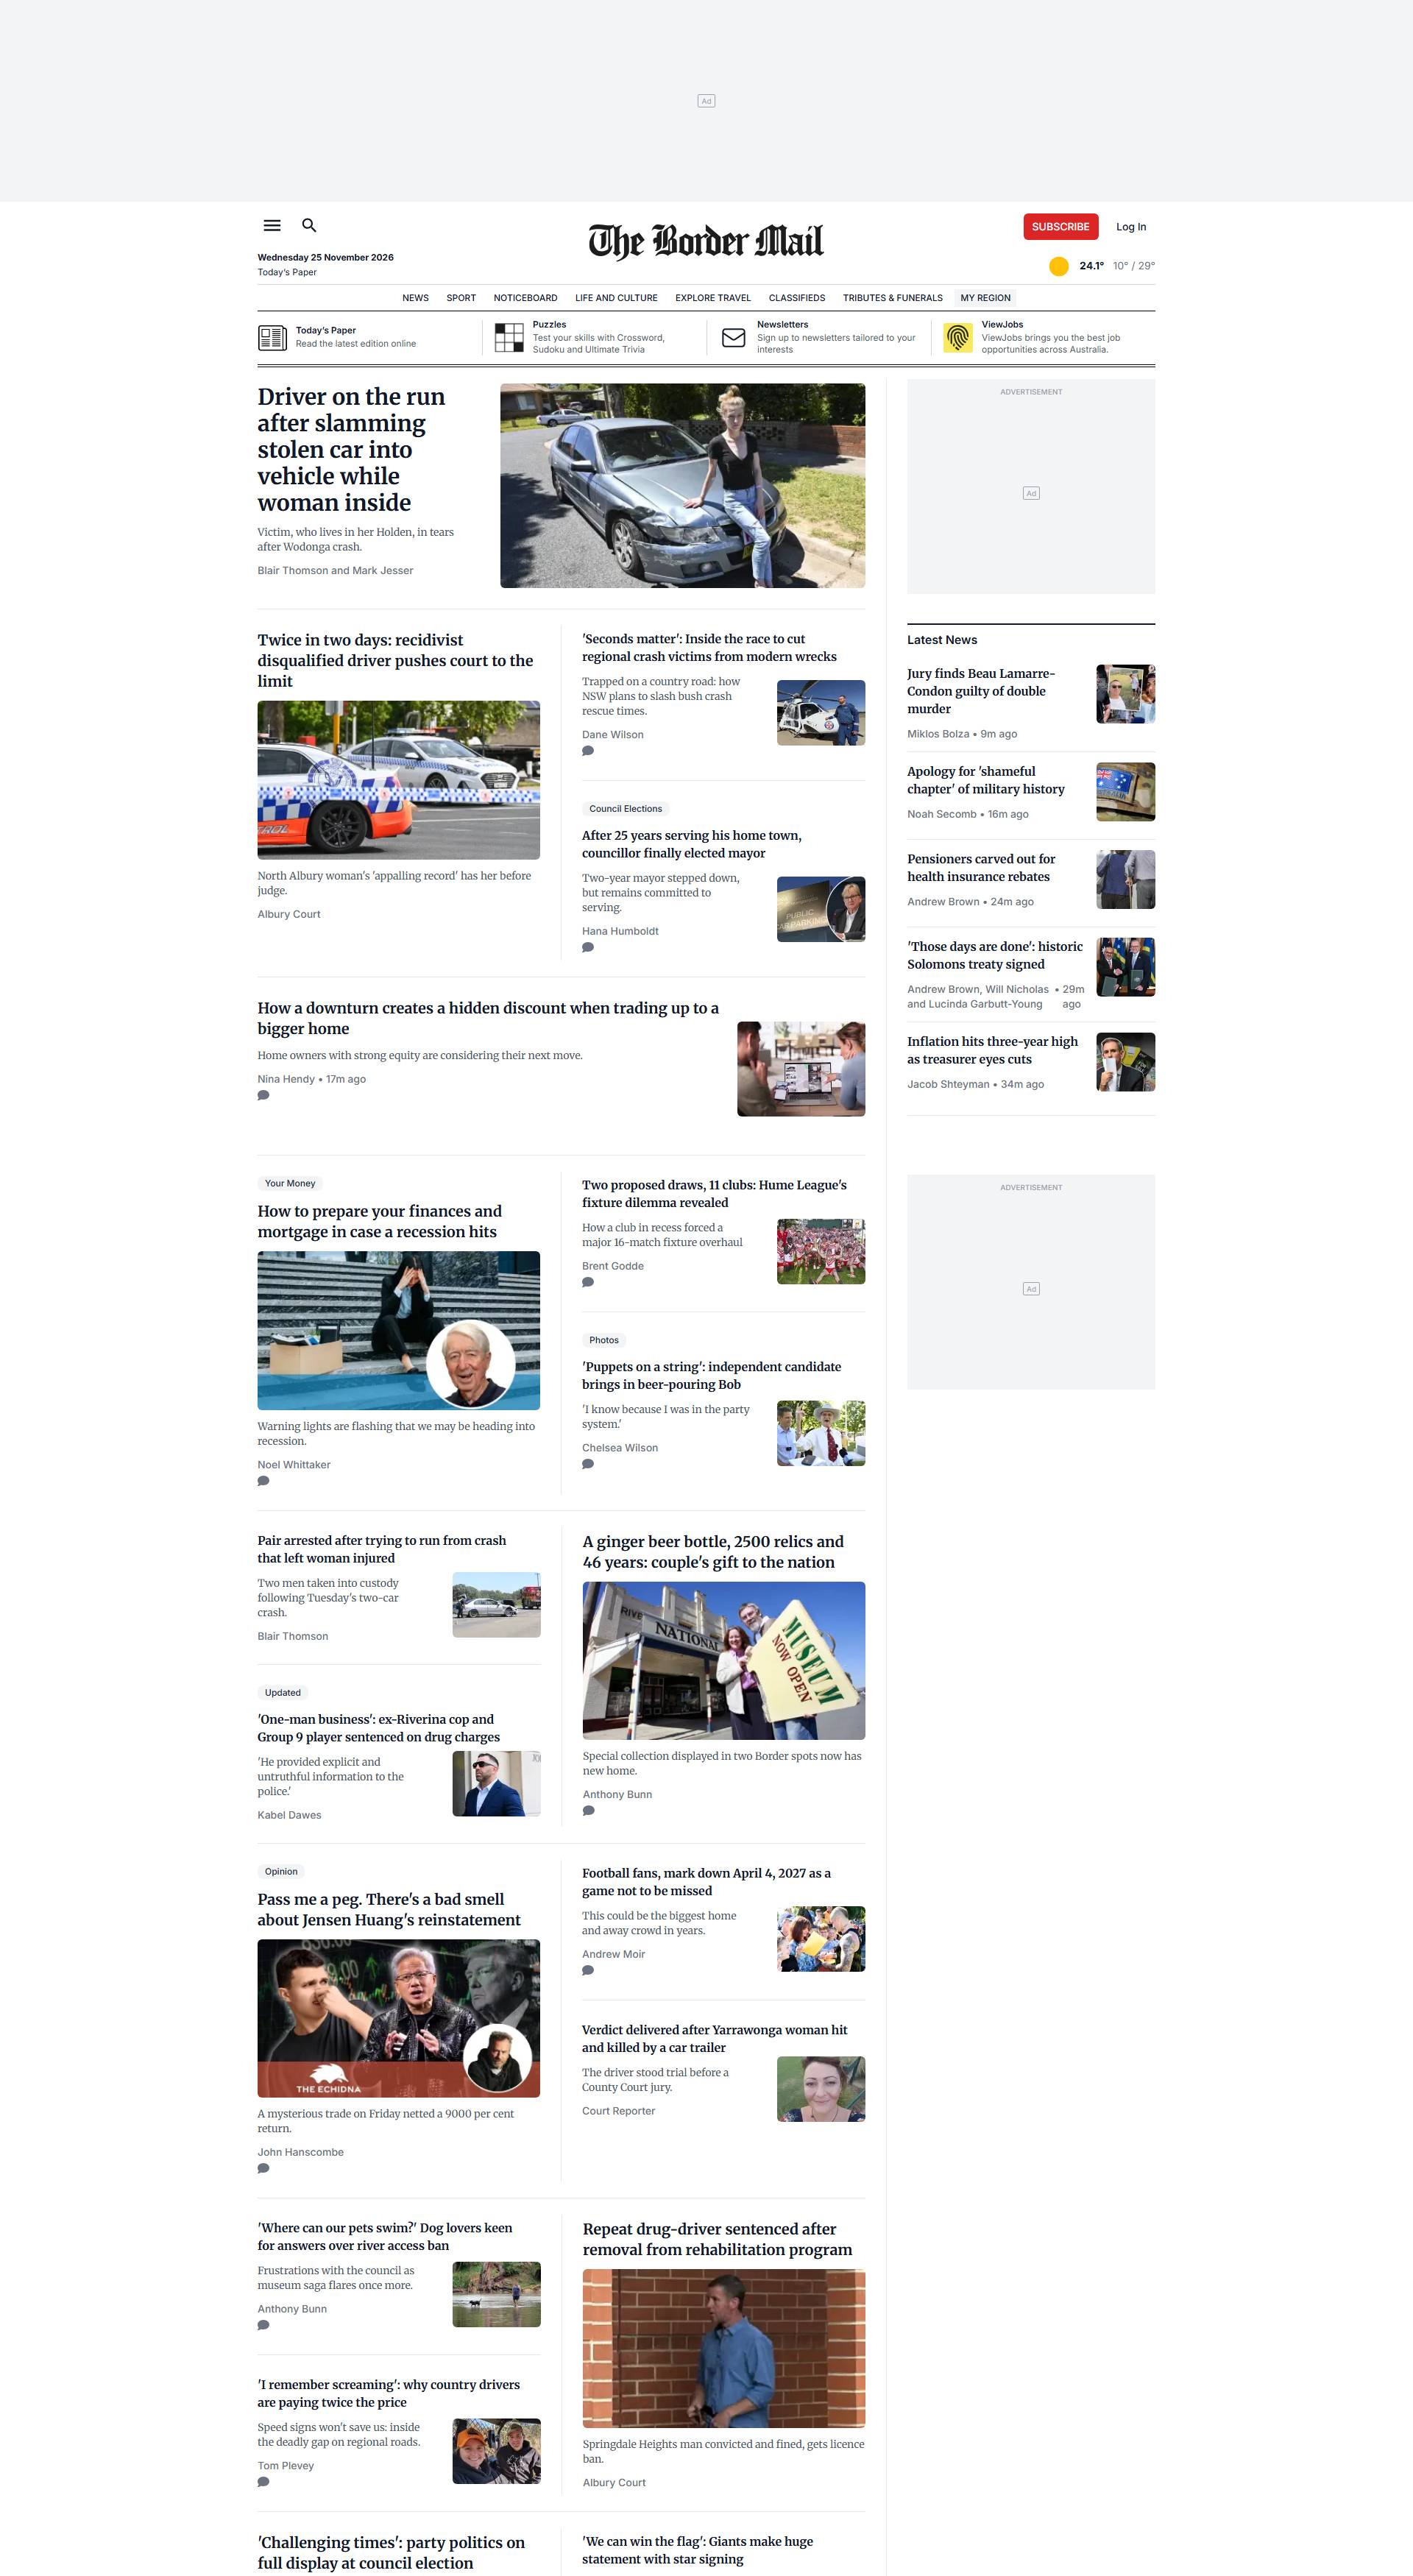 Ad
The Border Mail
SUBSCRIBE
Log In
Wednesday 25 November 2026
Today's Paper
24.1° 10° / 29°
NEWS SPORT NOTICEBOARD LIFE AND CULTURE EXPLORE TRAVEL CLASSIFIEDS TRIBUTES & FUNERALS MY REGION
Today's Paper
Read the latest edition online
Puzzles
Test your skills with Crossword,
Sudoku and Ultimate Trivia
Newsletters
Sign up to newsletters tailored to your
interests
ViewJobs
ViewJobs brings you the best job
opportunities across Australia.
Driver on the run
after slamming
stolen car into
vehicle while
woman inside
Victim, who lives in her Holden, in tears
after Wodonga crash.
Blair Thomson and Mark Jesser
Twice in two days: recidivist
disqualified driver pushes court to the
limit
North Albury woman's 'appalling record' has her before
judge.
Albury Court
'Seconds matter': Inside the race to cut
regional crash victims from modern wrecks
Trapped on a country road: how
NSW plans to slash bush crash
rescue times.
Dane Wilson
Council Elections
After 25 years serving his home town,
councillor finally elected mayor
Two-year mayor stepped down,
but remains committed to
serving.
PUBLIC
CAR PARKING
Hana Humboldt
How a downturn creates a hidden discount when trading up to a
bigger home
Home owners with strong equity are considering their next move.
Nina Hendy • 17m ago
Your Money
How to prepare your finances and
mortgage in case a recession hits
Warning lights are flashing that we may be heading into
recession.
Noel Whittaker
Two proposed draws, 11 clubs: Hume League's
fixture dilemma revealed
How a club in recess forced a
major 16-match fixture overhaul
Brent Godde
Photos
'Puppets on a string': independent candidate
brings in beer-pouring Bob
'I know because I was in the party
system.'
Chelsea Wilson
Pair arrested after trying to run from crash
that left woman injured
Two men taken into custody
following Tuesday's two-car
crash.
Blair Thomson
Updated
'One-man business': ex-Riverina cop and
Group 9 player sentenced on drug charges
'He provided explicit and
untruthful information to the
police.'
Kabel Dawes
A ginger beer bottle, 2500 relics and
46 years: couple's gift to the nation
RIVE
NATIONAL
MUSEUM
NOW OPEN
Special collection displayed in two Border spots now has
new home.
Anthony Bunn
Opinion
Pass me a peg. There's a bad smell
about Jensen Huang's reinstatement
THE ECHIDNA
A mysterious trade on Friday netted a 9000 per cent
return.
John Hanscombe
Football fans, mark down April 4, 2027 as a
game not to be missed
This could be the biggest home
and away crowd in years.
Andrew Moir
Verdict delivered after Yarrawonga woman hit
and killed by a car trailer
The driver stood trial before a
County Court jury.
Court Reporter
'Where can our pets swim?' Dog lovers keen
for answers over river access ban
Frustrations with the council as
museum saga flares once more.
Anthony Bunn
'I remember screaming': why country drivers
are paying twice the price
Speed signs won't save us: inside
the deadly gap on regional roads.
Tom Plevey
Repeat drug-driver sentenced after
removal from rehabilitation program
Springdale Heights man convicted and fined, gets licence
ban.
Albury Court
'Challenging times': party politics on
full display at council election
'We can win the flag': Giants make huge
statement with star signing
ADVERTISEMENT
Ad
Latest News
Jury finds Beau Lamarre-
Condon guilty of double
murder
Miklos Bolza • 9m ago
Apology for 'shameful
chapter' of military history
Noah Secomb • 16m ago
Pensioners carved out for
health insurance rebates
Andrew Brown • 24m ago
'Those days are done': historic
Solomons treaty signed
Andrew Brown, Will Nicholas • 29m
and Lucinda Garbutt-Young ago
Inflation hits three-year high
as treasurer eyes cuts
Jacob Shteyman • 34m ago
ADVERTISEMENT
Ad